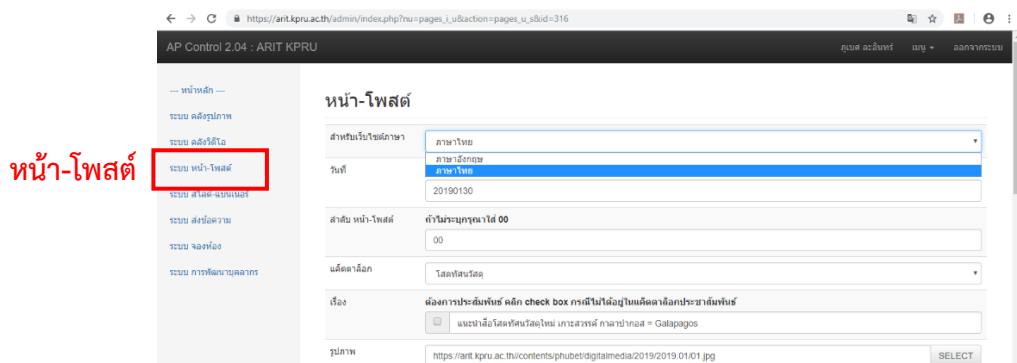 https://arit.kpru.ac.th/admin/index.php?nu=pages_i_u&action=pages_u_s&id=316
AP Control 2.04 : ARIT KPRU
ภูเบศ อะลินทร์ เมนู ออกจากระบบ
--- หน้าหลัก ---
ระบบ คลังรูปภาพ
ระบบ คลังวิดีโอ
หน้า-โพสต์
ระบบ หน้า-โพสต์
ระบบ สไลด์-แบนเนอร์
ระบบ ส่งข้อความ
ระบบ จองห้อง
ระบบ การพัฒนาบุคลากร
หน้า-โพสต์
สำหรับเว็บไซต์ภาษา
ภาษาไทย
ภาษาอังกฤษ
ภาษาไทย
วันที่
20190130
ลำดับ หน้า-โพสต์ ถ้าไม่ระบุกรุณาใส่ 00
00
แค็ตตาล็อก
โสตทัศนวัสดุ
เรื่อง ต้องการประสัมพันธ์ คลิก check box กรณีไม่ได้อยู่ในแค็ตตาล็อกประชาสัมพันธ์
แนะนำสื่อโสตทัศนวัสดุใหม่ เกาะสวรรค์ กาลาปากอส = Galapagos
รูปภาพ
https://arit.kpru.ac.th//contents/phubet/digitalmedia/2019/2019.01/01.jpg SELECT